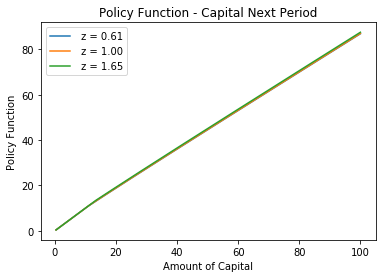 Policy Function - Capital Next Period
z = 0.61
z = 1.00
z = 1.65
Policy Function
80
60
40
20
0
0 20 40 60 80 100
Amount of Capital